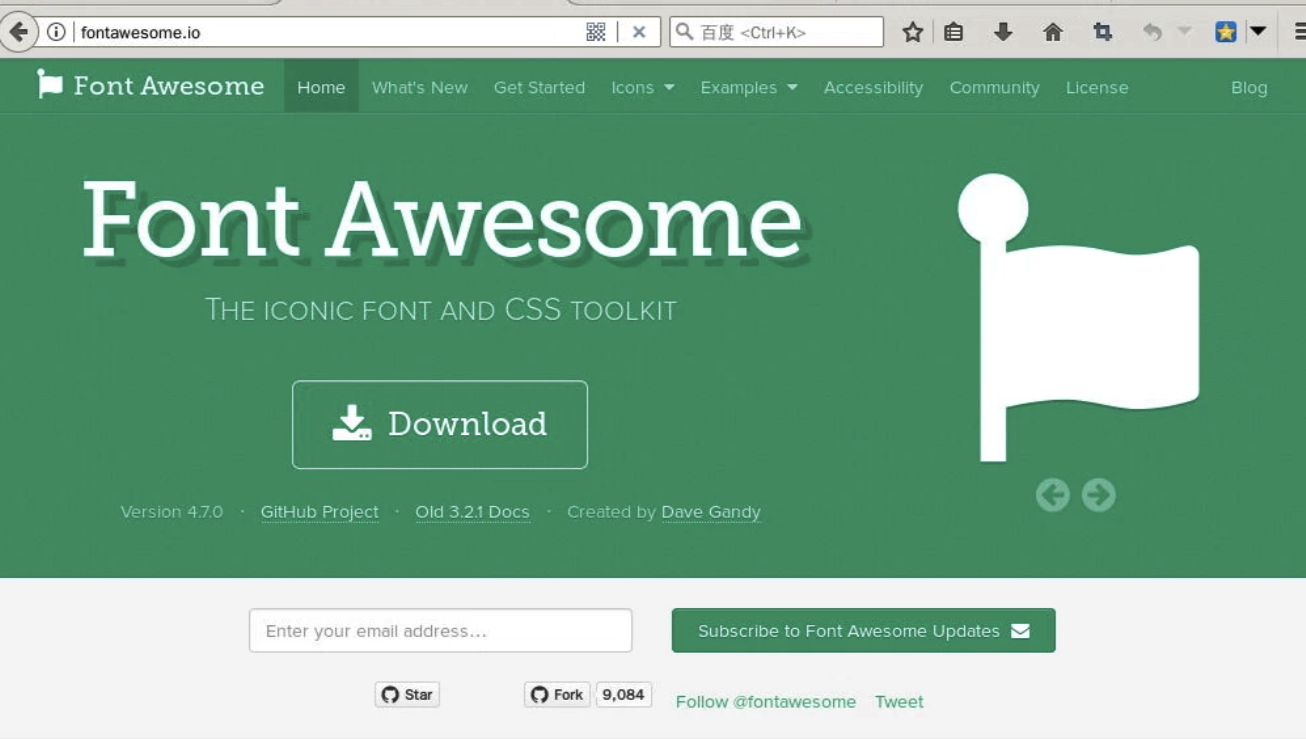 fontawesome.io 百度 <Ctrl+K>
Font Awesome Home What's New Get Started Icons Examples Accessibility Community License Blog
Font Awesome
THE ICONIC FONT AND CSS TOOLKIT
Download
Version 4.7.0 · GitHub Project · Old 3.2.1 Docs · Created by Dave Gandy
Enter your email address... Subscribe to Font Awesome Updates
Star Fork 9,084 Follow @fontawesome Tweet